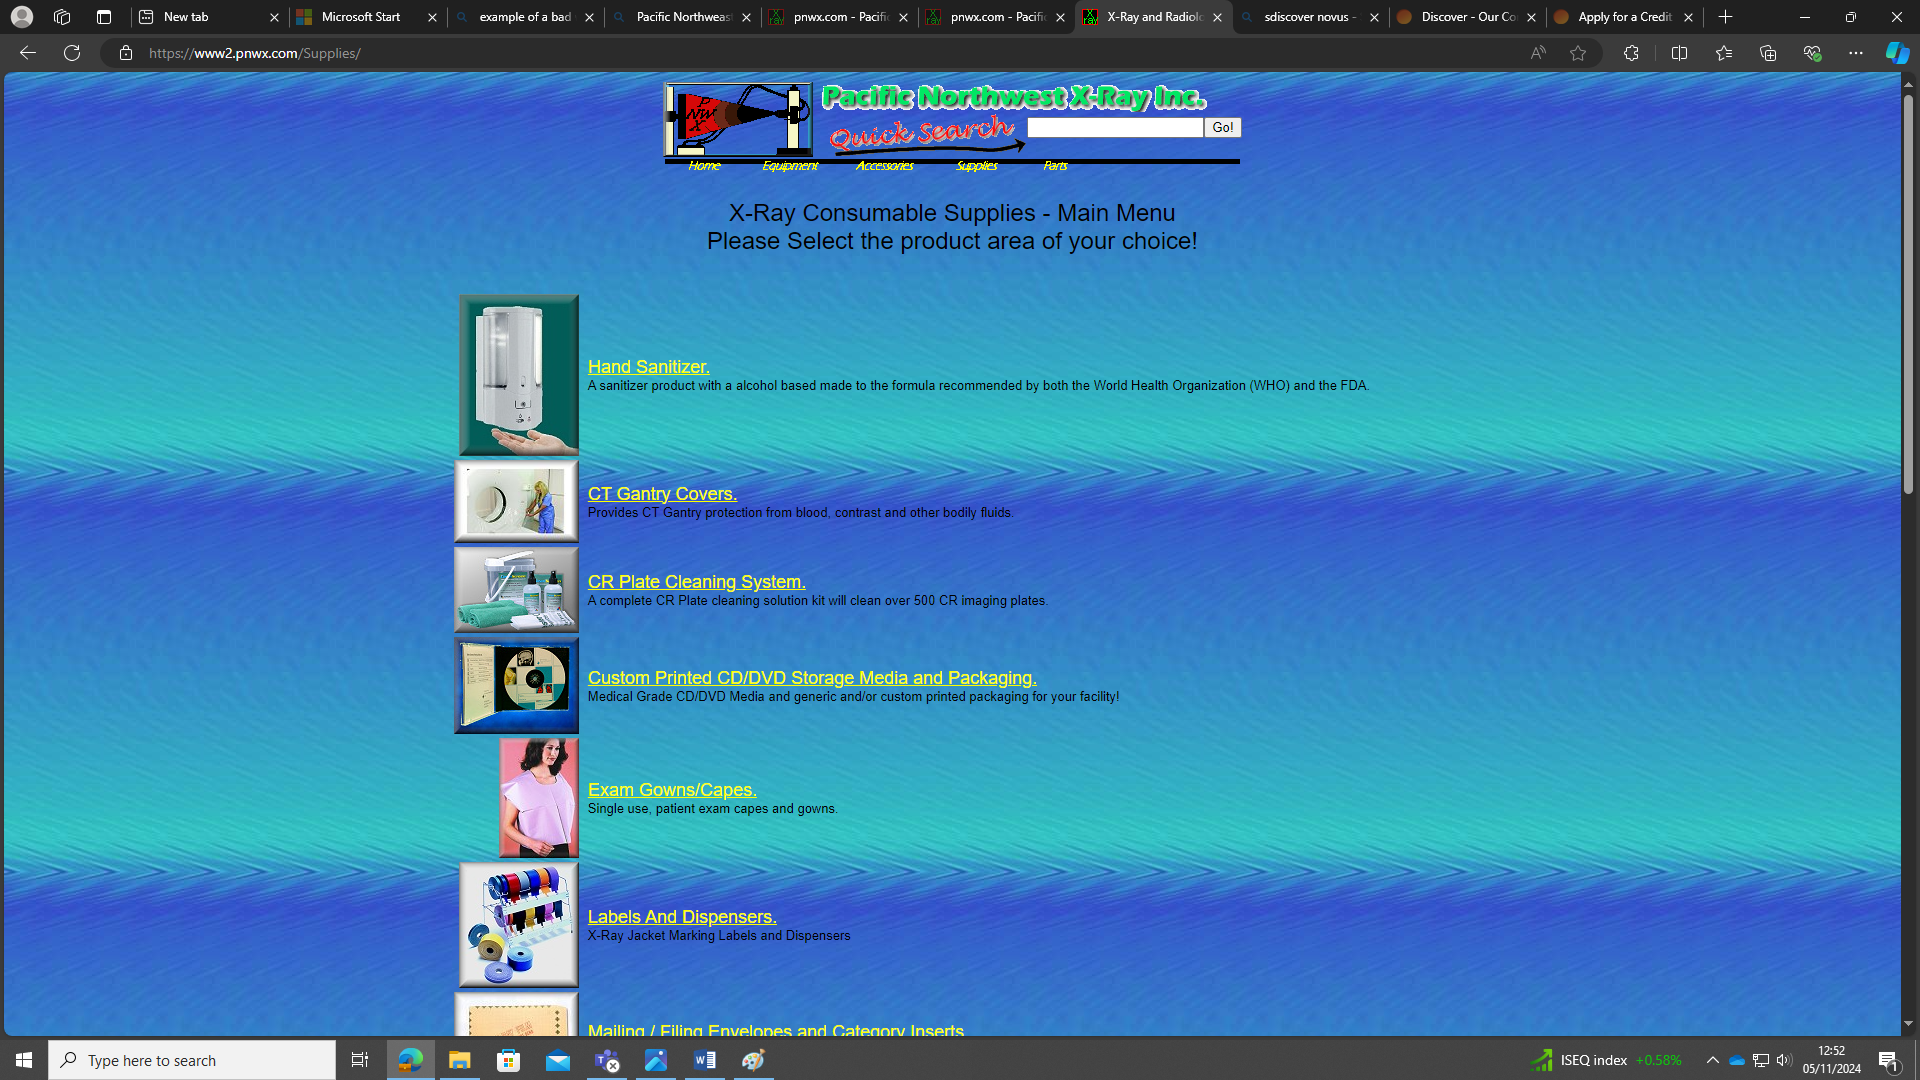 New tab
Microsoft Start
example of a bad
Pacific Northweast
pnwx.com - Pacific
pnwx.com - Pacific
X-Ray and Radiolo
sdiscover novus -
Discover - Our Co
Apply for a Credit
https://www2.pnwx.com/Supplies/
P
NW
X
Pacific Northwest X-Ray Inc.
Quick Search
Go!
Home Equipment Accessories Supplies Parts
X-Ray Consumable Supplies - Main Menu
Please Select the product area of your choice!
Hand Sanitizer.
A sanitizer product with a alcohol based made to the formula recommended by both the World Health Organization (WHO) and the FDA.
CT Gantry Covers.
Provides CT Gantry protection from blood, contrast and other bodily fluids.
CR Plate Cleaning System.
A complete CR Plate cleaning solution kit will clean over 500 CR imaging plates.
Custom Printed CD/DVD Storage Media and Packaging.
Medical Grade CD/DVD Media and generic and/or custom printed packaging for your facility!
Exam Gowns/Capes.
Single use, patient exam capes and gowns.
Labels And Dispensers.
X-Ray Jacket Marking Labels and Dispensers
Mailing / Filing Envelopes and Category Inserts
Type here to search
ISEQ index +0.58%
12:52
05/11/2024
1